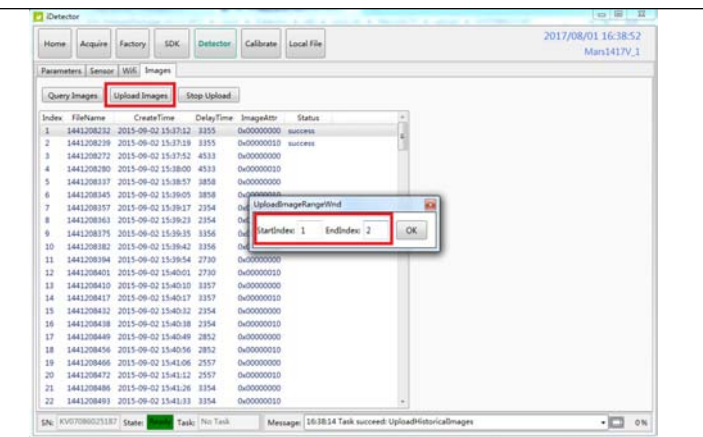 iDetector
Home Acquire Factory SDK Detector Calibrate Local File
2017/08/01 16:38:52
Mars1417V_1
Parameters Sensor Wifi Images
Query Images Upload Images Stop Upload
Index FileName CreateTime DelayTime ImageAttr Status
1 1441208232 2015-09-02 15:37:12 3355 0x00000000 success
2 1441208239 2015-09-02 15:37:19 3355 0x00000010 success
3 1441208272 2015-09-02 15:37:52 4533 0x00000000
4 1441208280 2015-09-02 15:38:00 4533 0x00000010
5 1441208337 2015-09-02 15:38:57 3858 0x00000000
6 1441208345 2015-09-02 15:39:05 3858
7 1441208357 2015-09-02 15:39:17 2354
8 1441208363 2015-09-02 15:39:23 2354
9 1441208375 2015-09-02 15:39:35 3356
10 1441208382 2015-09-02 15:39:42 3356
11 1441208394 2015-09-02 15:39:54 2730 0x00000000
12 1441208401 2015-09-02 15:40:01 2730 0x00000010
13 1441208410 2015-09-02 15:40:10 3357 0x00000000
14 1441208417 2015-09-02 15:40:17 3357 0x00000010
15 1441208432 2015-09-02 15:40:32 2354 0x00000000
16 1441208438 2015-09-02 15:40:38 2354 0x00000010
17 1441208449 2015-09-02 15:40:49 2852 0x00000000
18 1441208456 2015-09-02 15:40:56 2852 0x00000010
19 1441208466 2015-09-02 15:41:06 2557 0x00000000
20 1441208472 2015-09-02 15:41:12 2557 0x00000010
21 1441208486 2015-09-02 15:41:26 3354 0x00000000
22 1441208493 2015-09-02 15:41:33 3354 0x00000010
UploadImageRangeWnd
StartIndex: 1 EndIndex: 2 OK
SN: KV07086025187 State: Ready Task: No Task Message: 16:38:14 Task succeed: UploadHistoricalImages 0%